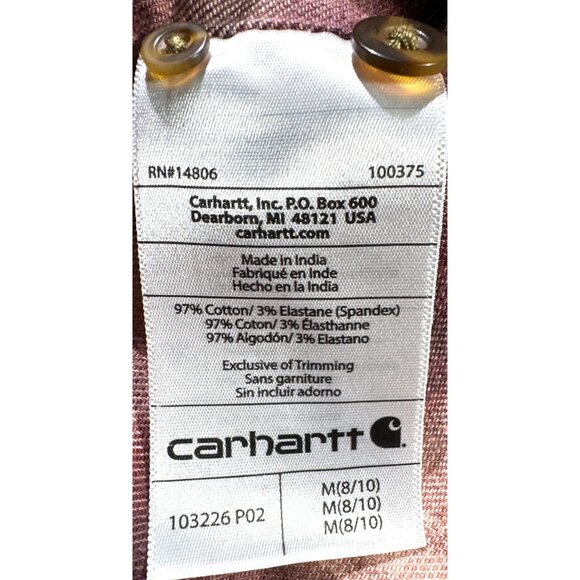 RN#14806 100375
Carhartt, Inc. P.O. Box 600
Dearborn, MI 48121 USA
carhartt.com
Made in India
Fabriqué en Inde
Hecho en la India
97% Cotton/ 3% Elastane (Spandex)
97% Coton/ 3% Élasthanne
97% Algodón/ 3% Elastano
Exclusive of Trimming
Sans garniture
Sin incluir adorno
carhartt
103226 P02
M(8/10)
M(8/10)
M(8/10)